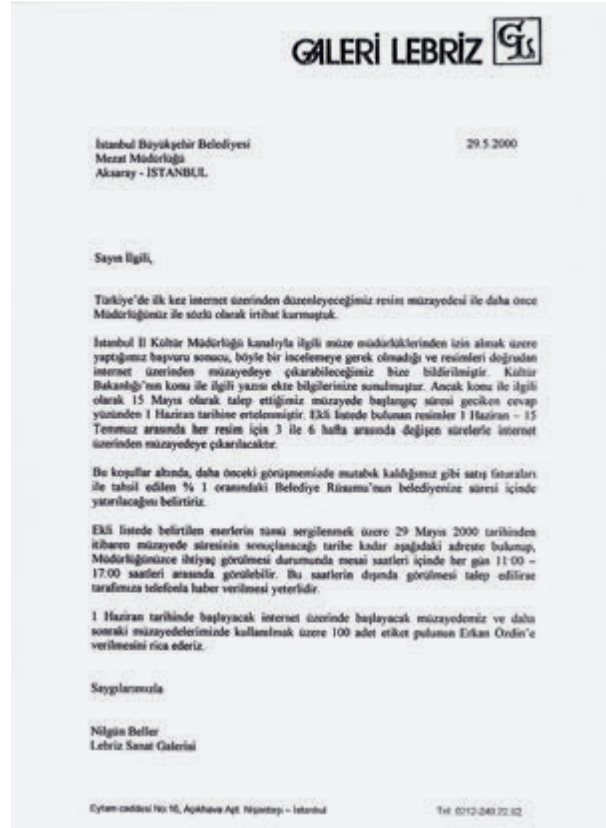 GALERİ LEBRİZ
İstanbul Büyükşehir Belediyesi 29.5.2000
Mezat Müdürlüğü
Aksaray - İSTANBUL
Sayın İlgili,
Türkiye'de ilk kez internet üzerinden düzenleyeceğimiz resim müzayedesi ile daha önce
Müdürlüğünüz ile sözlü olarak irtibat kurmuştuk.
İstanbul İl Kültür Müdürlüğü kanalıyla ilgili müze müdürlüklerinden izin almak üzere
yaptığımız başvuru sonucu, böyle bir incelemeye gerek olmadığı ve resimleri doğrudan
internet üzerinden müzayedeye çıkarabileceğimiz bize bildirilmiştir. Kültür
Bakanlığı'nın konu ile ilgili yazısı ekte bilgilerinize sunulmuştur. Ancak konu ile ilgili
olarak 15 Mayıs olarak talep ettiğimiz müzayede başlangıç süresi geciken cevap
yüzünden 1 Haziran tarihine ertelenmiştir. Ekli listede bulunan resimler 1 Haziran – 15
Temmuz arasında her resim için 3 ile 6 hafta arasında değişen sürelerle internet
üzerinden müzayedeye çıkarılacaktır.
Bu koşullar altında, daha önceki görüşmemizde mutabık kaldığımız gibi satış faturaları
ile tahsil edilen % 1 oranındaki Belediye Rüsumu'nun belediyenize süresi içinde
yatırılacağını belirtiriz.
Ekli listede belirtilen eserlerin tümü sergilenmek üzere 29 Mayıs 2000 tarihinden
itibaren müzayede süresinin sonuçlanacağı tarihe kadar aşağıdaki adreste bulunup,
Müdürlüğünüzce ihtiyaç görülmesi durumunda mesai saatleri içinde her gün 11:00 –
17:00 saatleri arasında görülebilir. Bu saatlerin dışında görülmesi talep edilirse
tarafımıza telefonla haber verilmesi yeterlidir.
1 Haziran tarihinde başlayacak internet üzerinde başlayacak müzayedemiz ve daha
sonraki müzayedelerimizde kullanılmak üzere 100 adet etiket pulunun Erkan Ordin'e
verilmesini rica ederiz.
Saygılarımızla
Nilgün Beller
Lebriz Sanat Galerisi
Eytam caddesi No:16, Açıkhava Apt. Nişantaşı – İstanbul Tel: